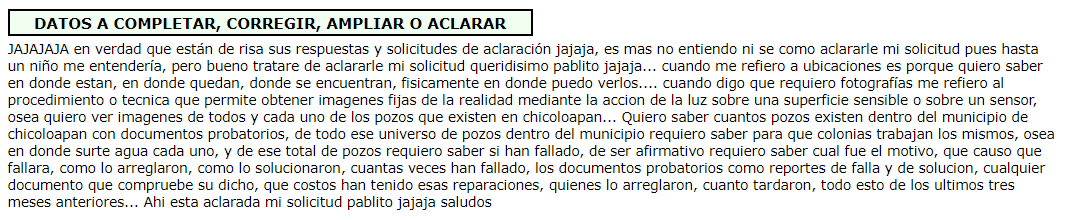 DATOS A COMPLETAR, CORREGIR, AMPLIAR O ACLARAR
JAJAJAJA en verdad que están de risa sus respuestas y solicitudes de aclaración jajaja, es mas no entiendo ni se como aclararle mi solicitud pues hasta
un niño me entendería, pero bueno tratare de aclararle mi solicitud queridisimo pablito jajaja... cuando me refiero a ubicaciones es porque quiero saber
en donde estan, en donde quedan, donde se encuentran, fisicamente en donde puedo verlos.... cuando digo que requiero fotografías me refiero al
procedimiento o tecnica que permite obtener imagenes fijas de la realidad mediante la accion de la luz sobre una superficie sensible o sobre un sensor,
osea quiero ver imagenes de todos y cada uno de los pozos que existen en chicoloapan... Quiero saber cuantos pozos existen dentro del municipio de
chicoloapan con documentos probatorios, de todo ese universo de pozos dentro del municipio requiero saber para que colonias trabajan los mismos, osea
en donde surte agua cada uno, y de ese total de pozos requiero saber si han fallado, de ser afirmativo requiero saber cual fue el motivo, que causo que
fallara, como lo arreglaron, como lo solucionaron, cuantas veces han fallado, los documentos probatorios como reportes de falla y de solucion, cualquier
documento que compruebe su dicho, que costos han tenido esas reparaciones, quienes lo arreglaron, cuanto tardaron, todo esto de los ultimos tres
meses anteriores... Ahi esta aclarada mi solicitud pablito jajaja saludos